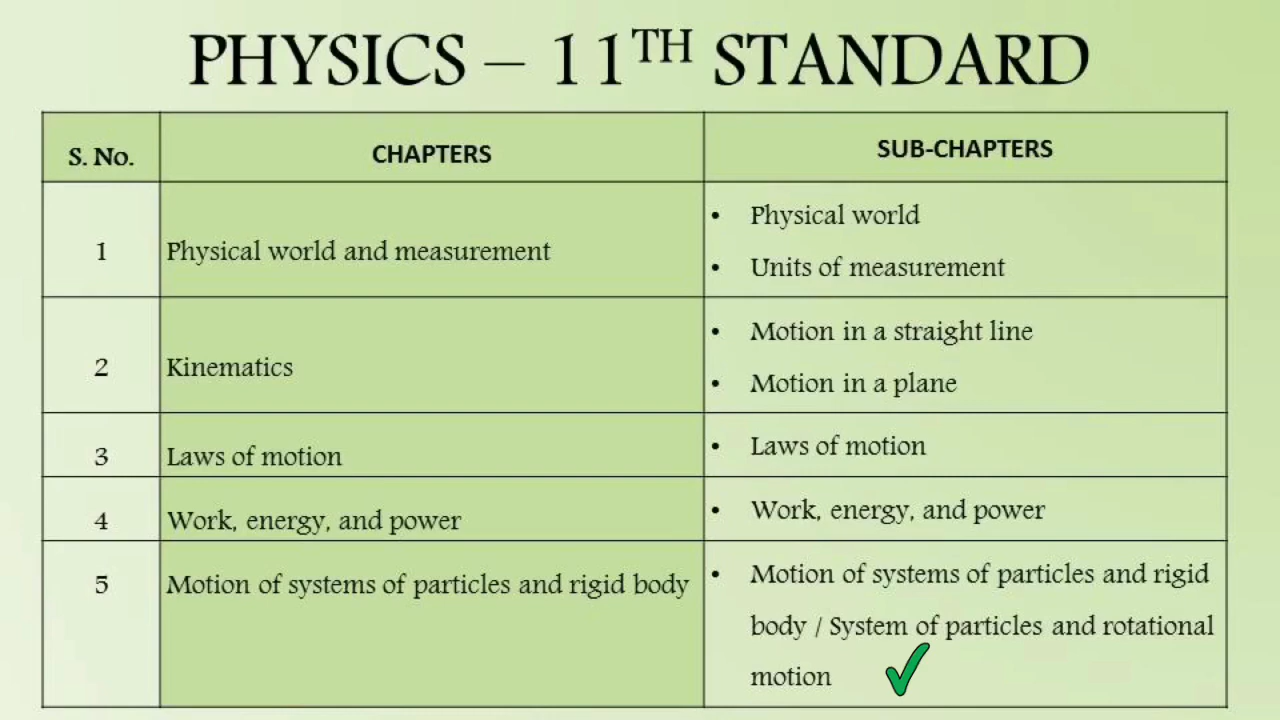 PHYSICS – 11TH STANDARD
S. No.
CHAPTERS
SUB-CHAPTERS
1
Physical world and measurement
• Physical world
• Units of measurement
2
Kinematics
• Motion in a straight line
• Motion in a plane
3
Laws of motion
• Laws of motion
4
Work, energy, and power
• Work, energy, and power
5
Motion of systems of particles and rigid body
• Motion of systems of particles and rigid
body / System of particles and rotational
motion